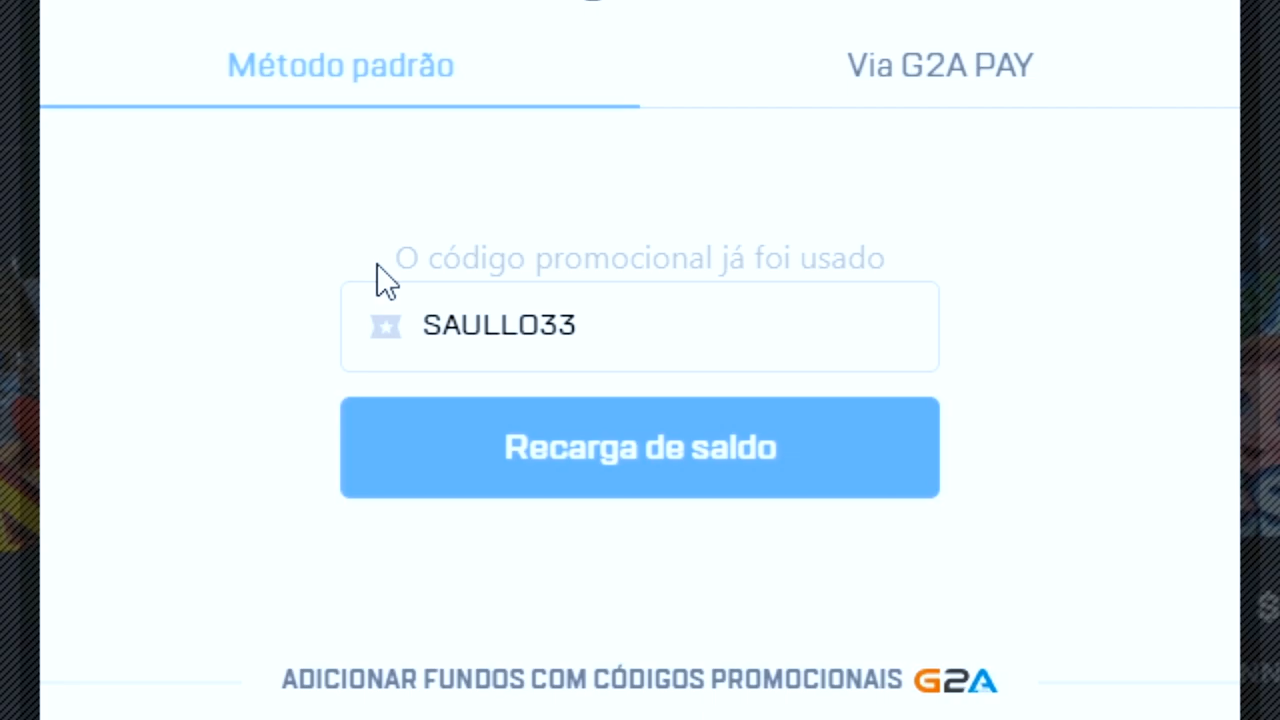 Método padrão
Via G2A PAY
O código promocional já foi usado
SAULLO33
Recarga de saldo
ADICIONAR FUNDOS COM CÓDIGOS PROMOCIONAIS G2A